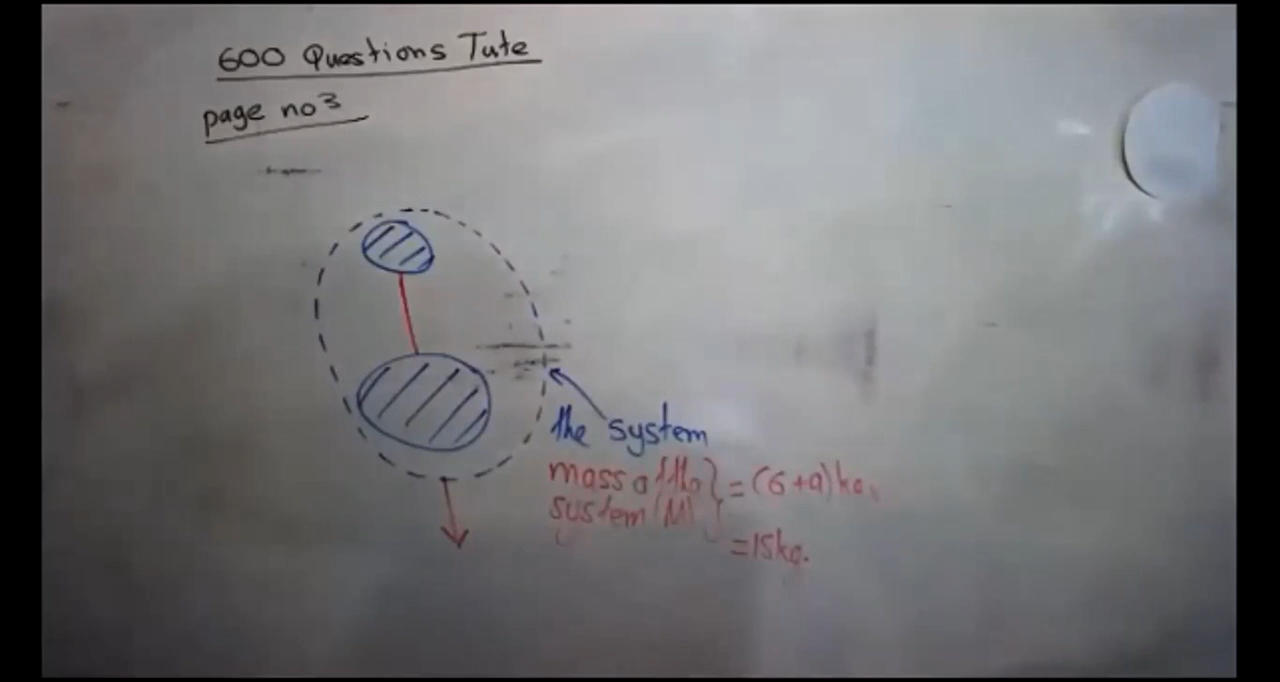 600 Questions Tute
page no 3
the system
mass of the } = (6+9) kg.
system (M)
= 15kg.